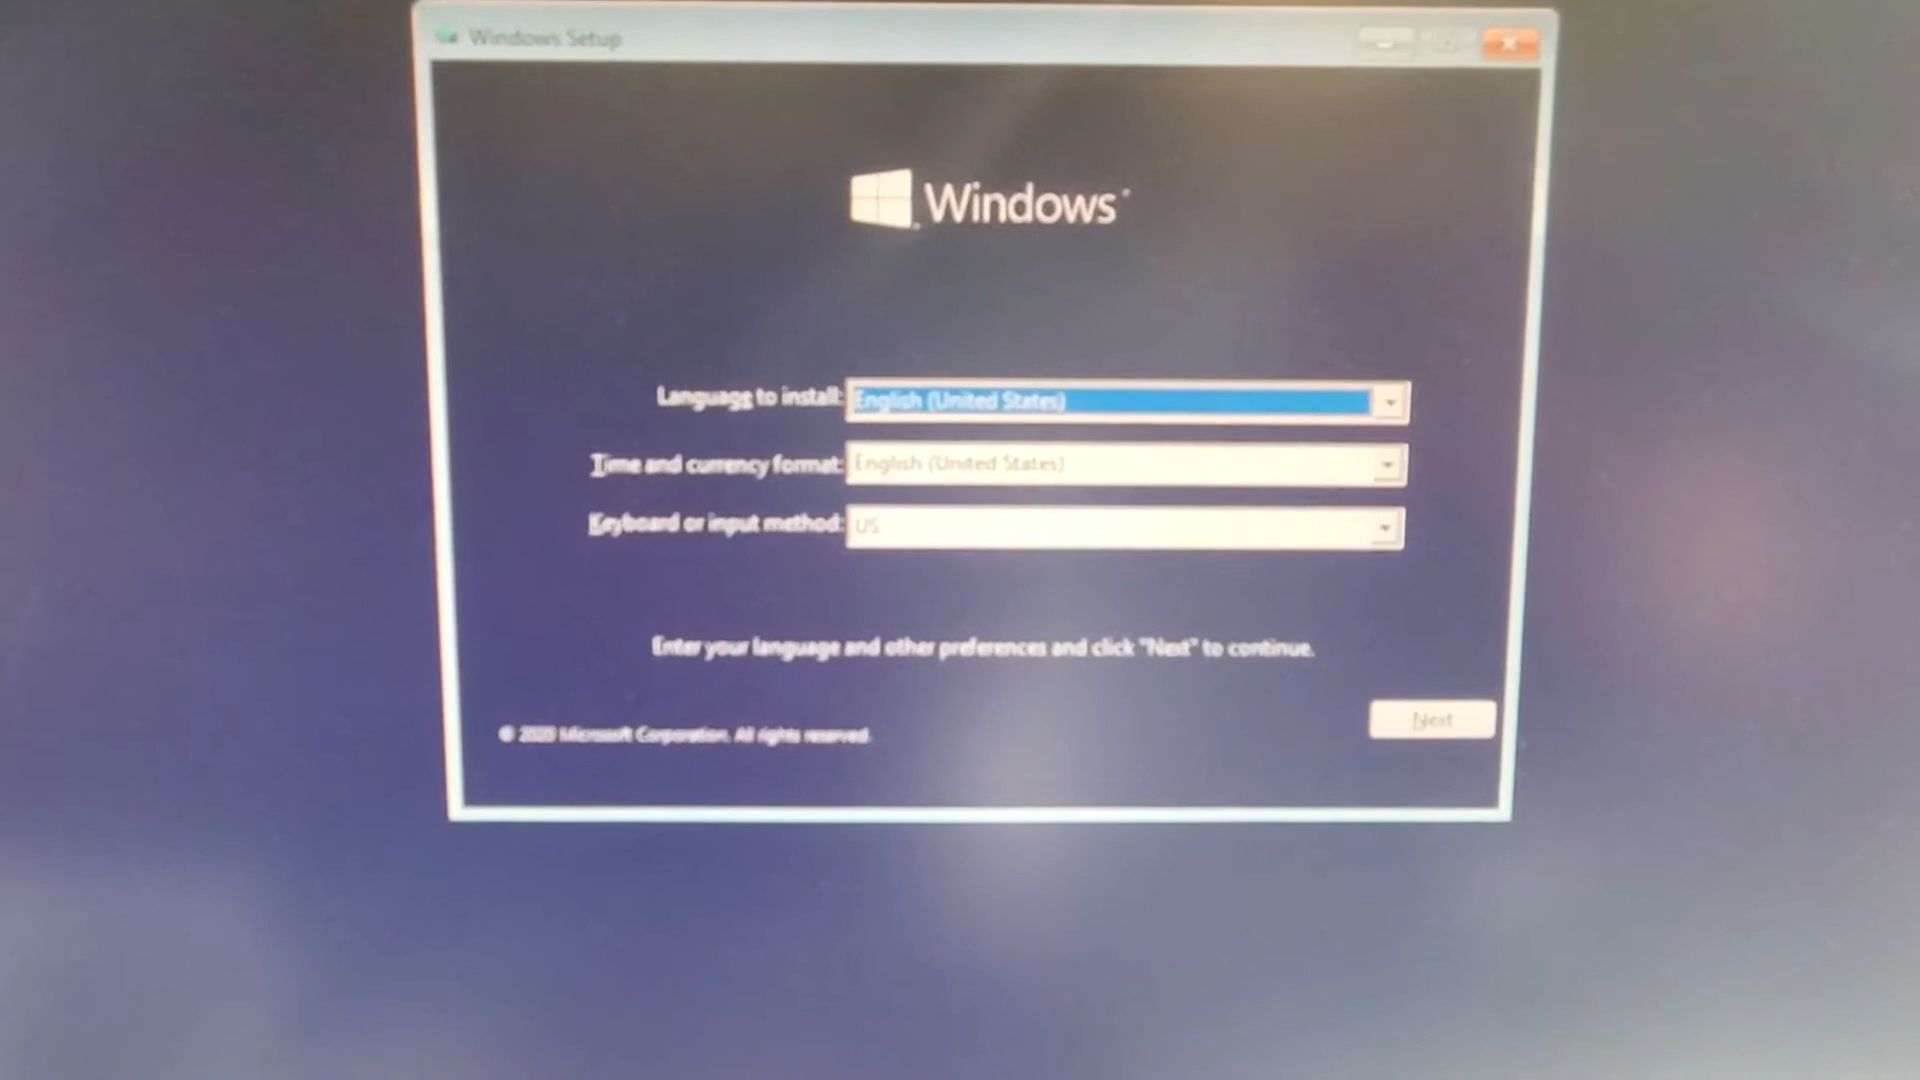 Windows Setup
Windows
Language to install: English (United States)
Time and currency format: English (United States)
Keyboard or input method: US
Enter your language and other preferences and click "Next" to continue.
© 2020 Microsoft Corporation. All rights reserved.
Next